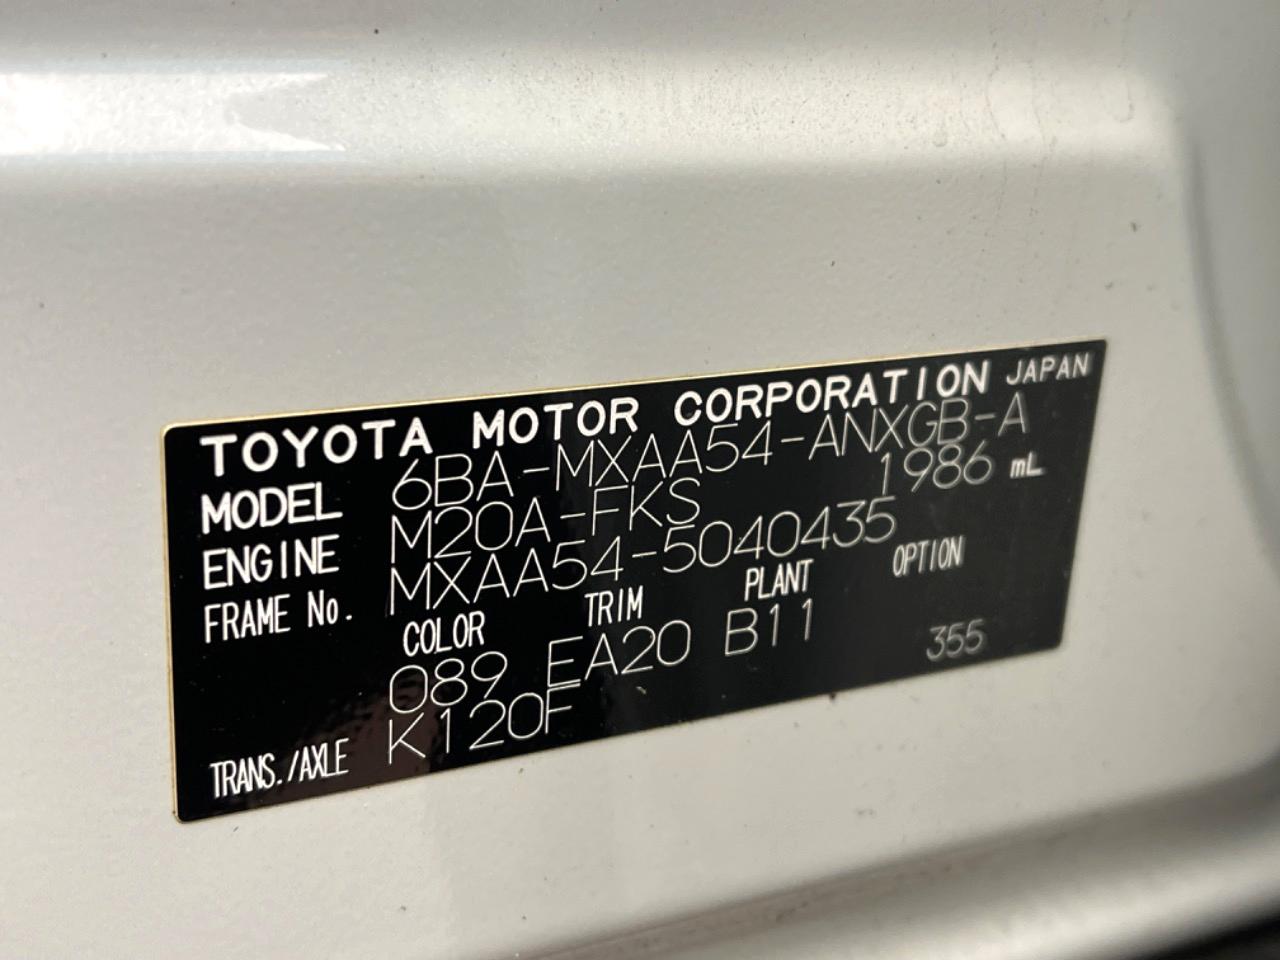 TOYOTA MOTOR CORPORATION JAPAN
MODEL 6BA-MXAA54-ANXGB-A
ENGINE M20A-FKS 1986 mL
FRAME No. MXAA54-5040435
COLOR TRIM PLANT OPTION
089 EA20 B11 355
TRANS./AXLE K120F